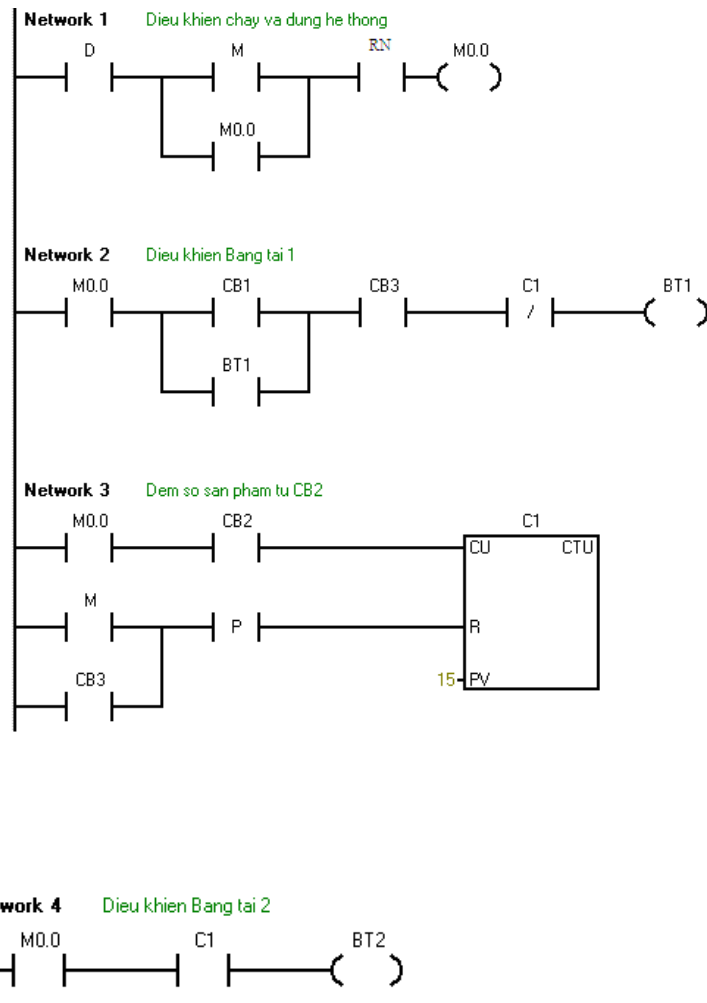 Network 1 Dieu khien chay va dung he thong
D M RN M0.0
M0.0
Network 2 Dieu khien Bang tai 1
M0.0 CB1 CB3 C1 BT1
/
BT1
Network 3 Dem so san pham tu CB2
M0.0 CB2 C1
CU CTU
M
P R
CB3 15 PV
work 4 Dieu khien Bang tai 2
M0.0 C1 BT2